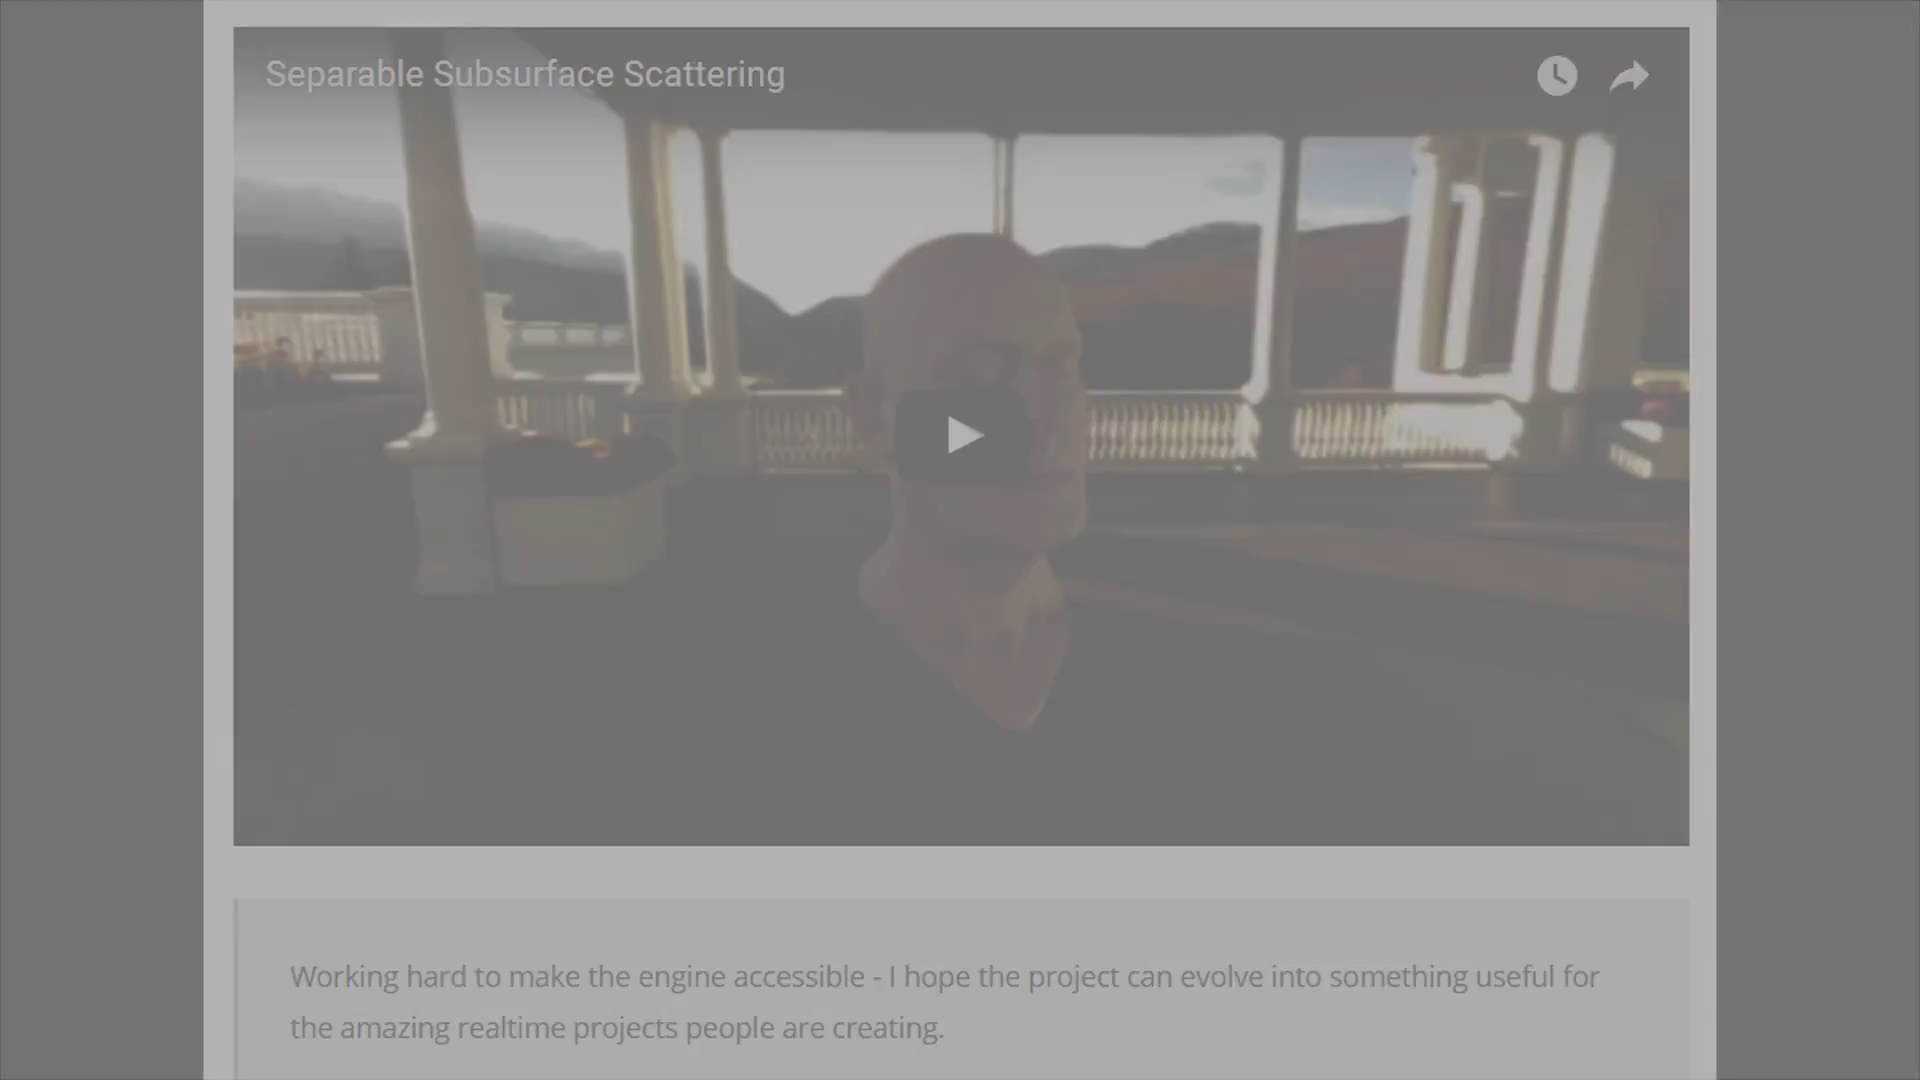 Separable Subsurface Scattering
Working hard to make the engine accessible - I hope the project can evolve into something useful for
the amazing realtime projects people are creating.